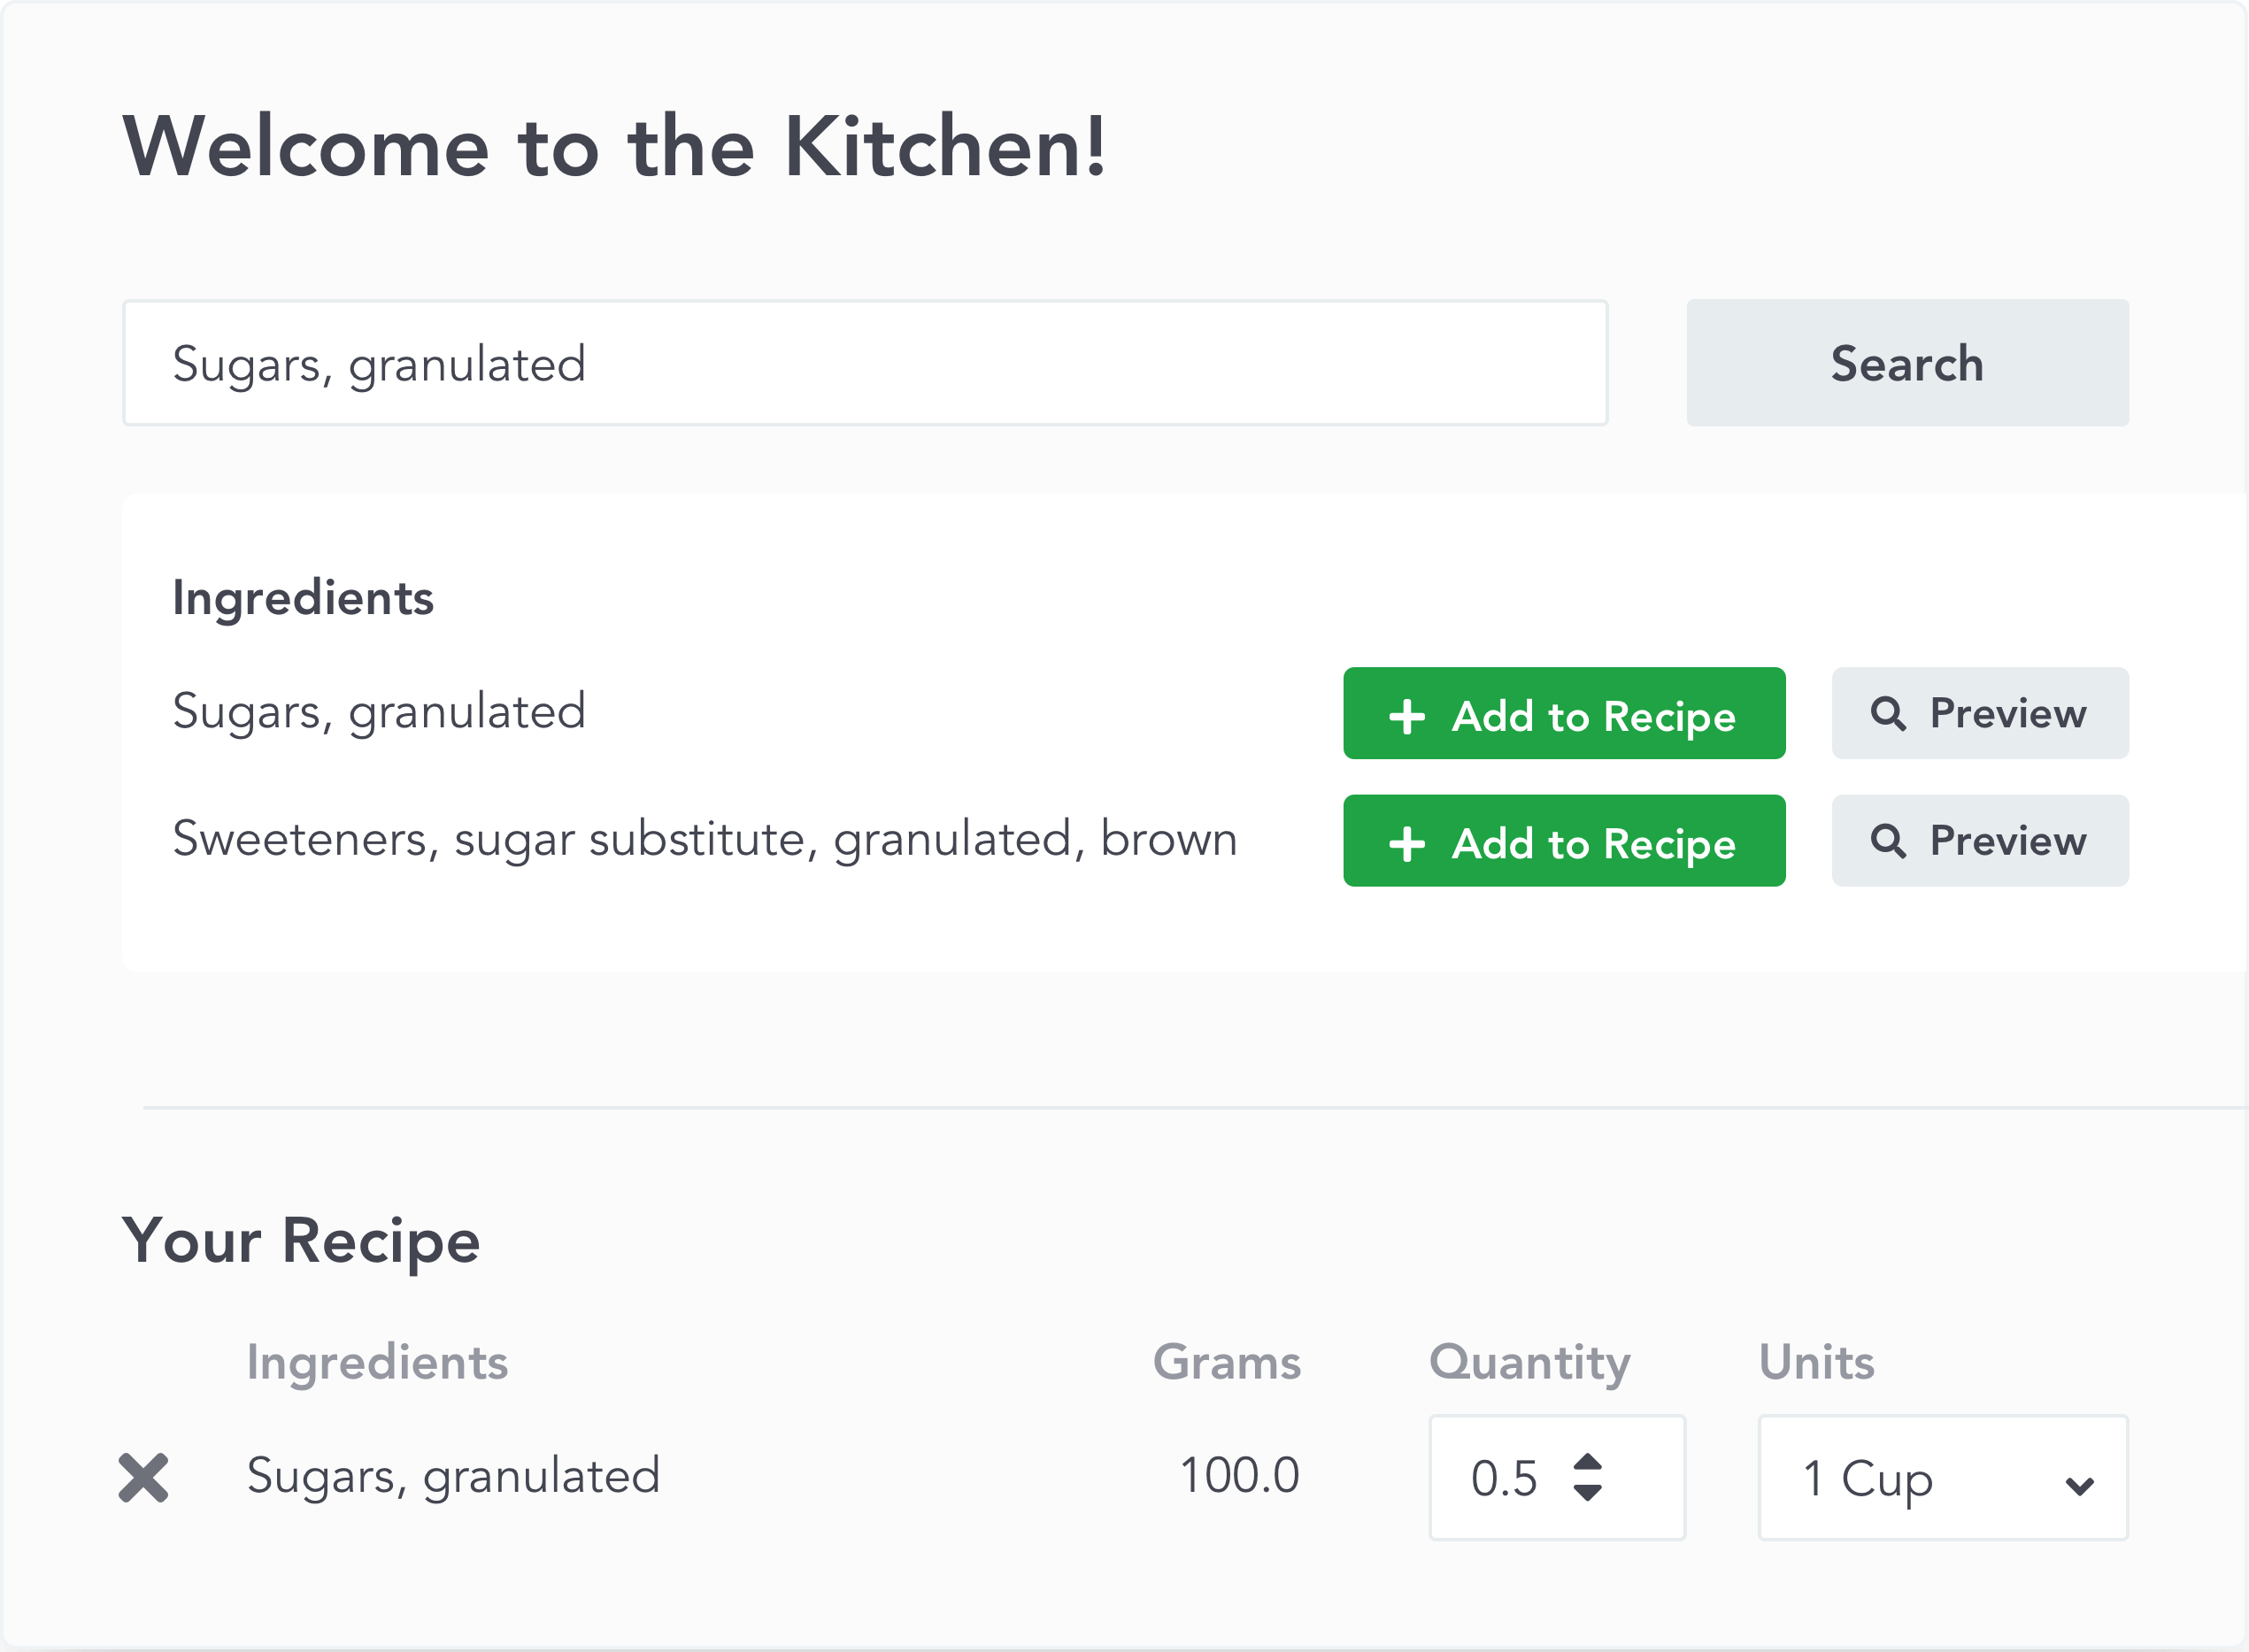 Welcome to the Kitchen!
Sugars, granulated
Search
Ingredients
Sugars, granulated
Add to Recipe
Preview
Sweeteners, sugar substitute, granulated, brown
Add to Recipe
Preview
Your Recipe
Ingredients Grams Quantity Units
Sugars, granulated 100.0 0.5 1 Cup